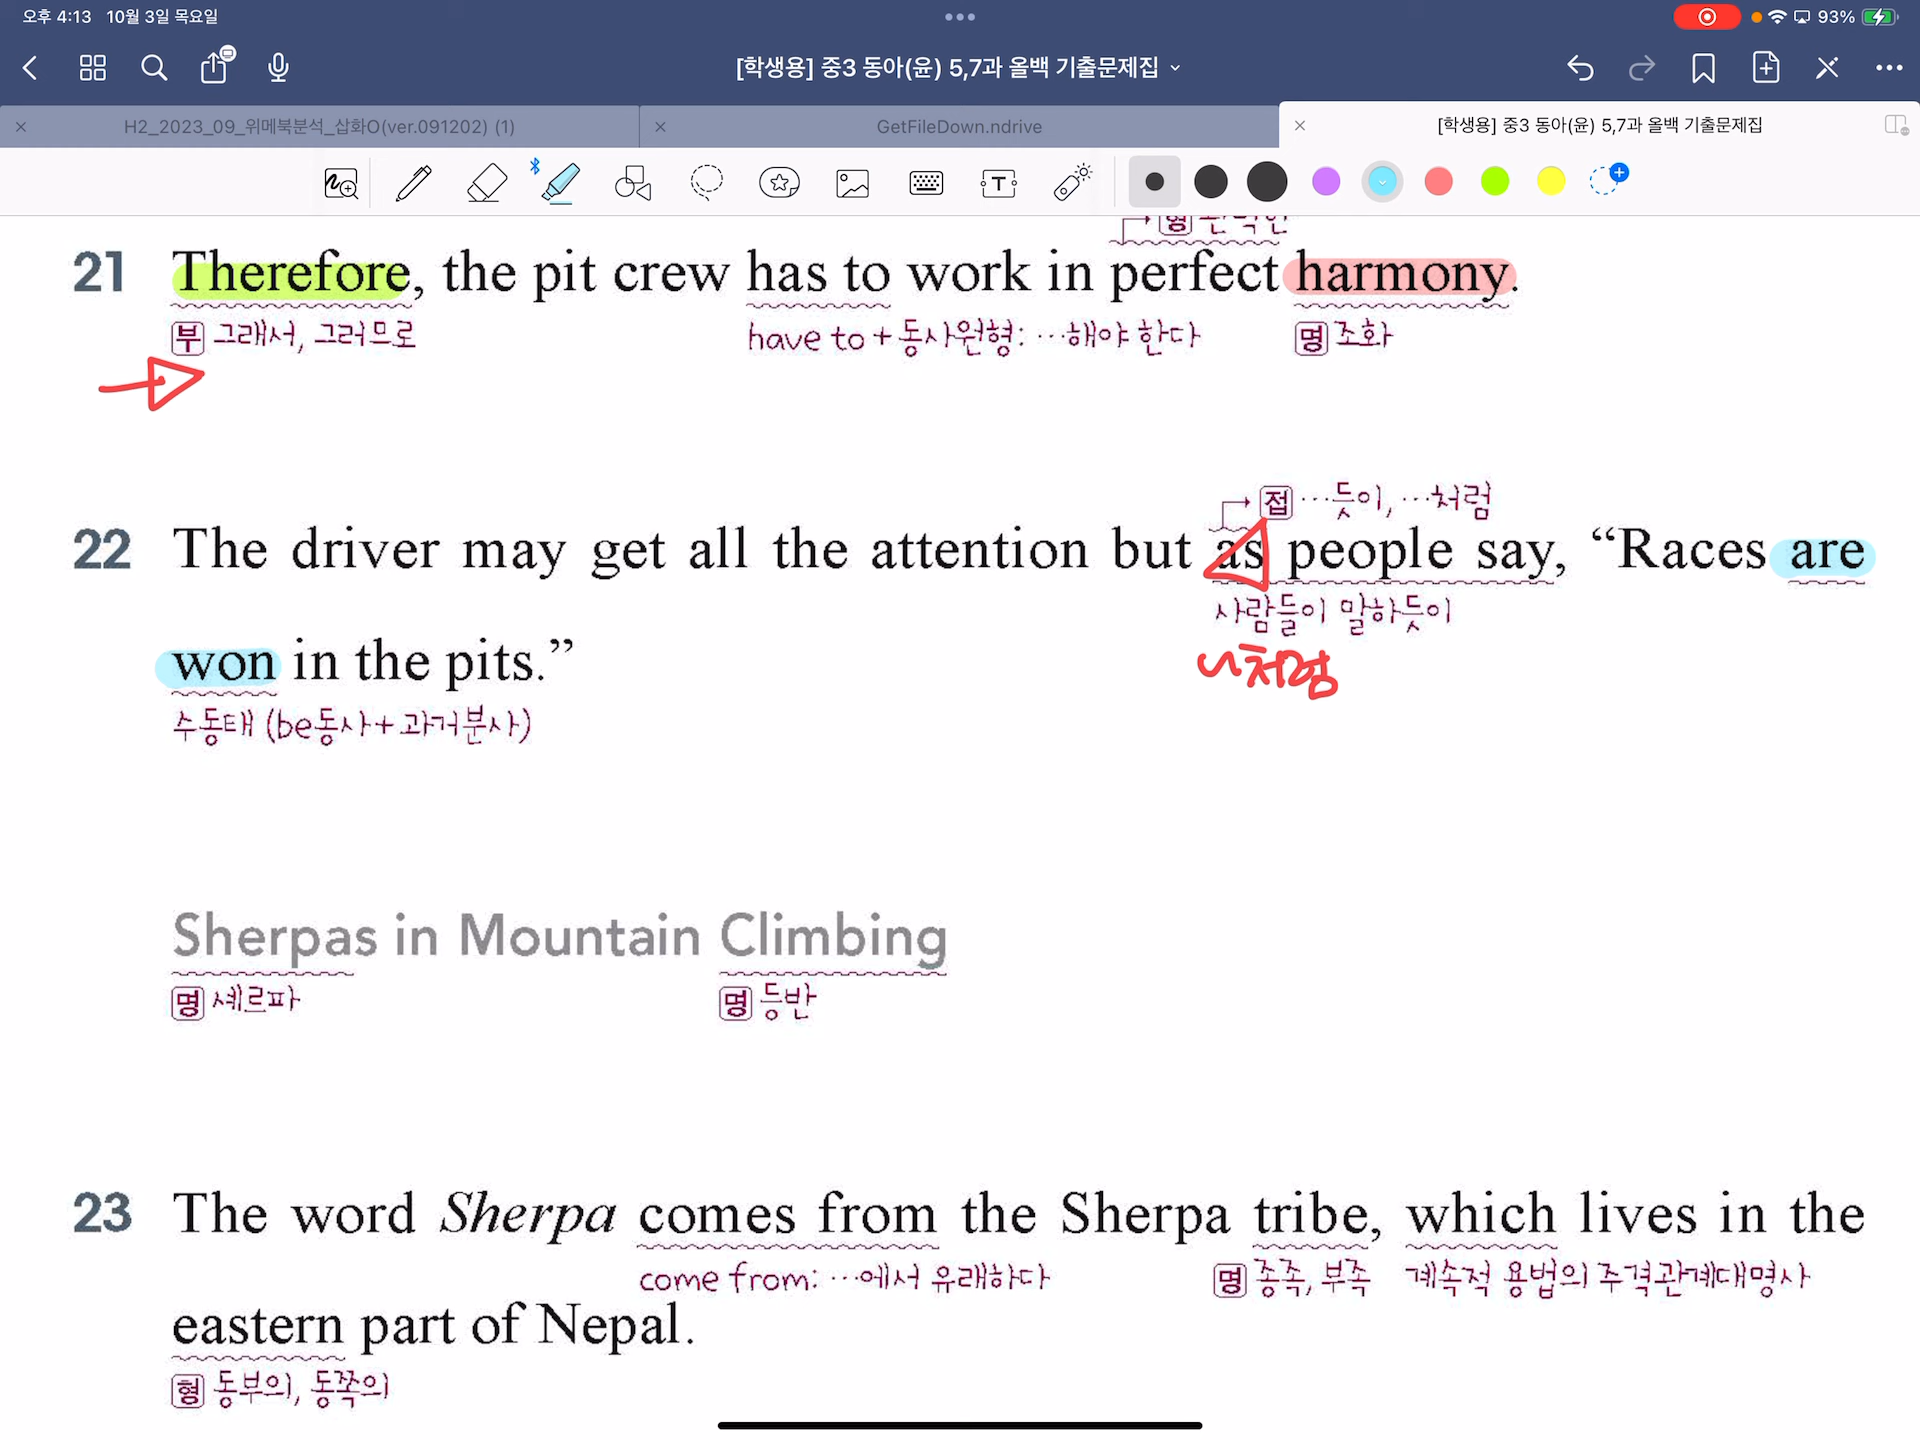 오후 4:13 10월 3일 목요일
93%
[학생용] 중3 동아(윤) 5,7과 올백 기출문제집
H2_2023_09_위메북분석_삽화O(ver.091202) (1)
GetFileDown.ndrive
[학생용] 중3 동아(윤) 5,7과 올백 기출문제집
21 Therefore, the pit crew has to work in perfect harmony.
부 그래서, 그러므로 have to + 동사원형: …해야 한다 명 조화
접 …듯이, …처럼
22 The driver may get all the attention but as people say, “Races are
사람들이 말하듯이
won in the pits.”
수동태 (be동사+과거분사)
Sherpas in Mountain Climbing
명 셰르파 명 등반
23 The word Sherpa comes from the Sherpa tribe, which lives in the
come from: …에서 유래하다 명 종족, 부족 계속적 용법의 주격관계대명사
eastern part of Nepal.
형 동부의, 동쪽의